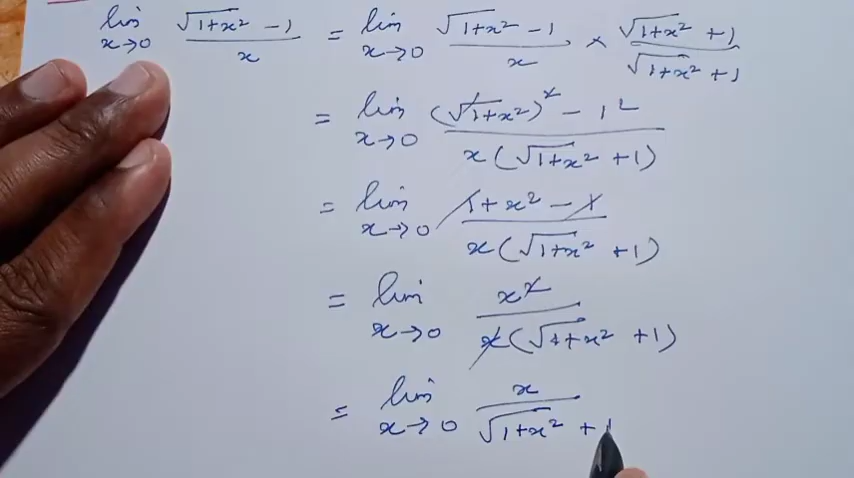 lim x→0 (√(1+x²) − 1)/x = lim x→0 (√(1+x²) − 1)/x × (√(1+x²) + 1)/(√(1+x²) + 1)
= lim x→0 ((√(1+x²))² − 1²)/(x(√(1+x²) + 1))
= lim x→0 (1+x² − 1)/(x(√(1+x²) + 1))
= lim x→0 x²/(x(√(1+x²) + 1))
= lim x→0 x/(√(1+x²) + 1